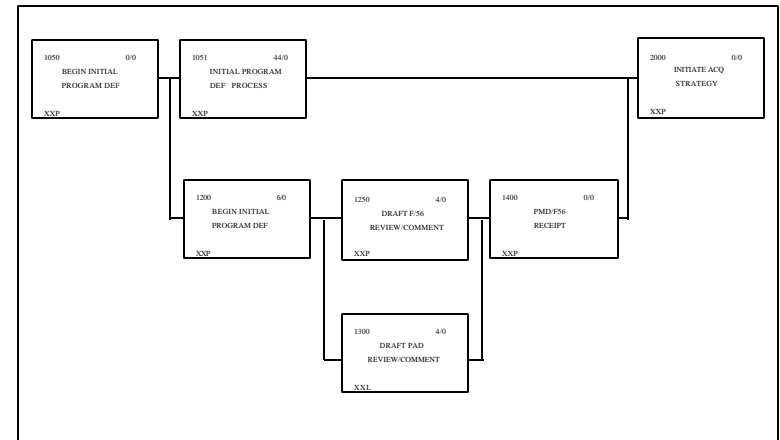 1050 0/0
BEGIN INITIAL
PROGRAM DEF
XXP
1051 44/0
INITIAL PROGRAM
DEF PROCESS
XXP
2000 0/0
INITIATE ACQ
STRATEGY
XXP
1200 6/0
BEGIN INITIAL
PROGRAM DEF
XXP
1250 4/0
DRAFT F/56
REVIEW/COMMENT
XXP
1400 0/0
PMD/F56
RECEIPT
XXP
1300 4/0
DRAFT PAD
REVIEW/COMMENT
XXL